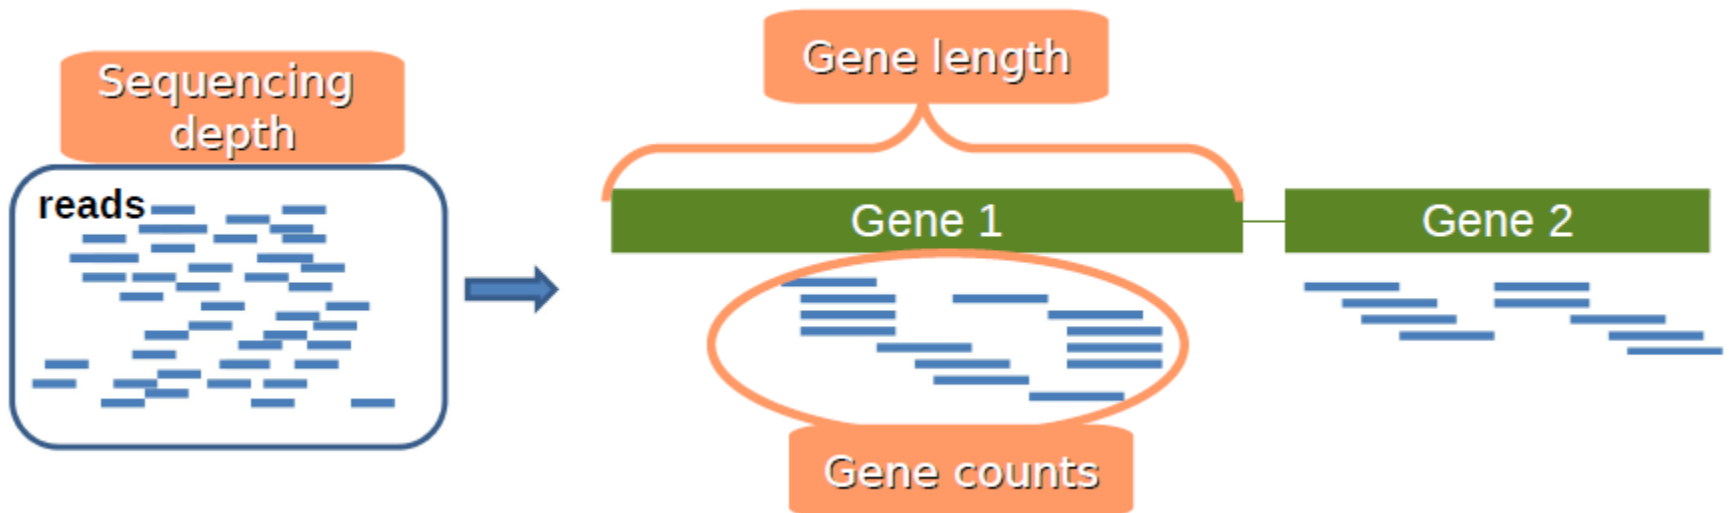 Sequencing
depth
reads
Gene length
Gene 1
Gene 2
Gene counts